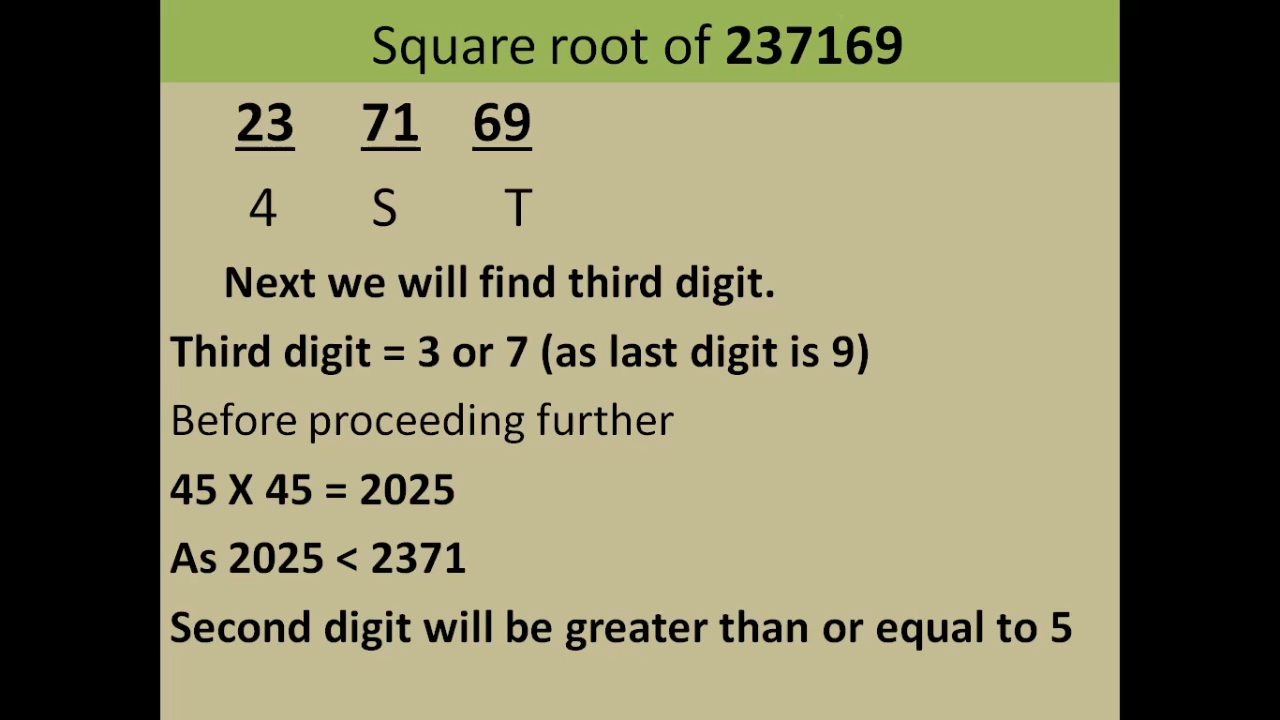 Square root of 237169
23 71 69
4 S T
Next we will find third digit.
Third digit = 3 or 7 (as last digit is 9)
Before proceeding further
45 X 45 = 2025
As 2025 < 2371
Second digit will be greater than or equal to 5